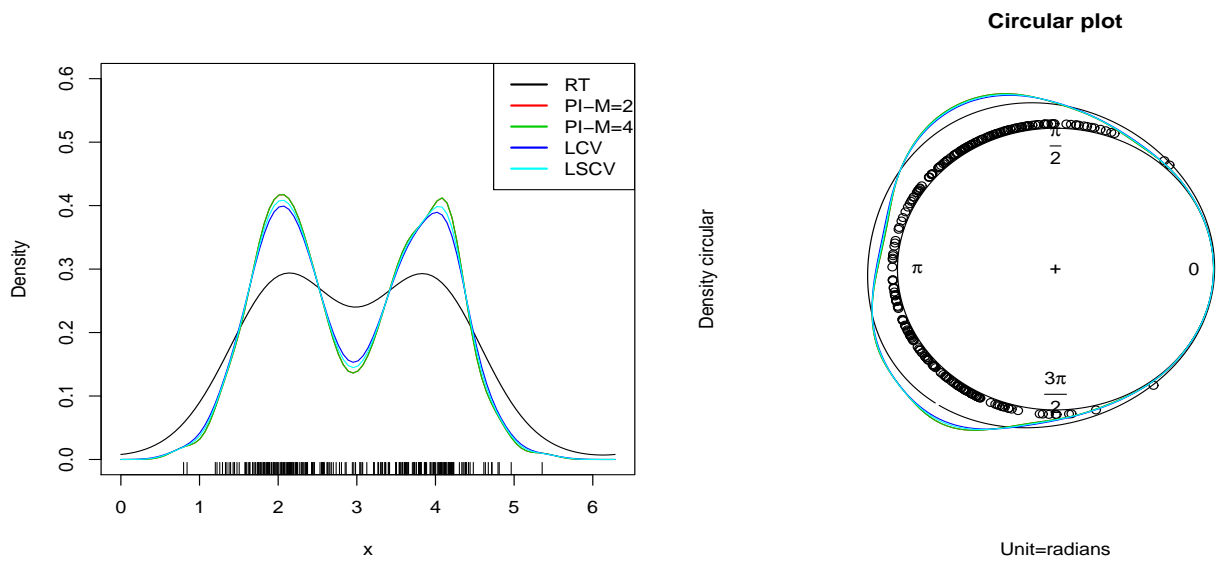 Density
0.0
0.1
0.2
0.3
0.4
0.5
0.6
0
1
2
3
4
5
6
x
RT
PI-M=2
PI-M=4
LCV
LSCV
Circular plot
Density circular
π
2
π
+
0
3π
2
Unit=radians